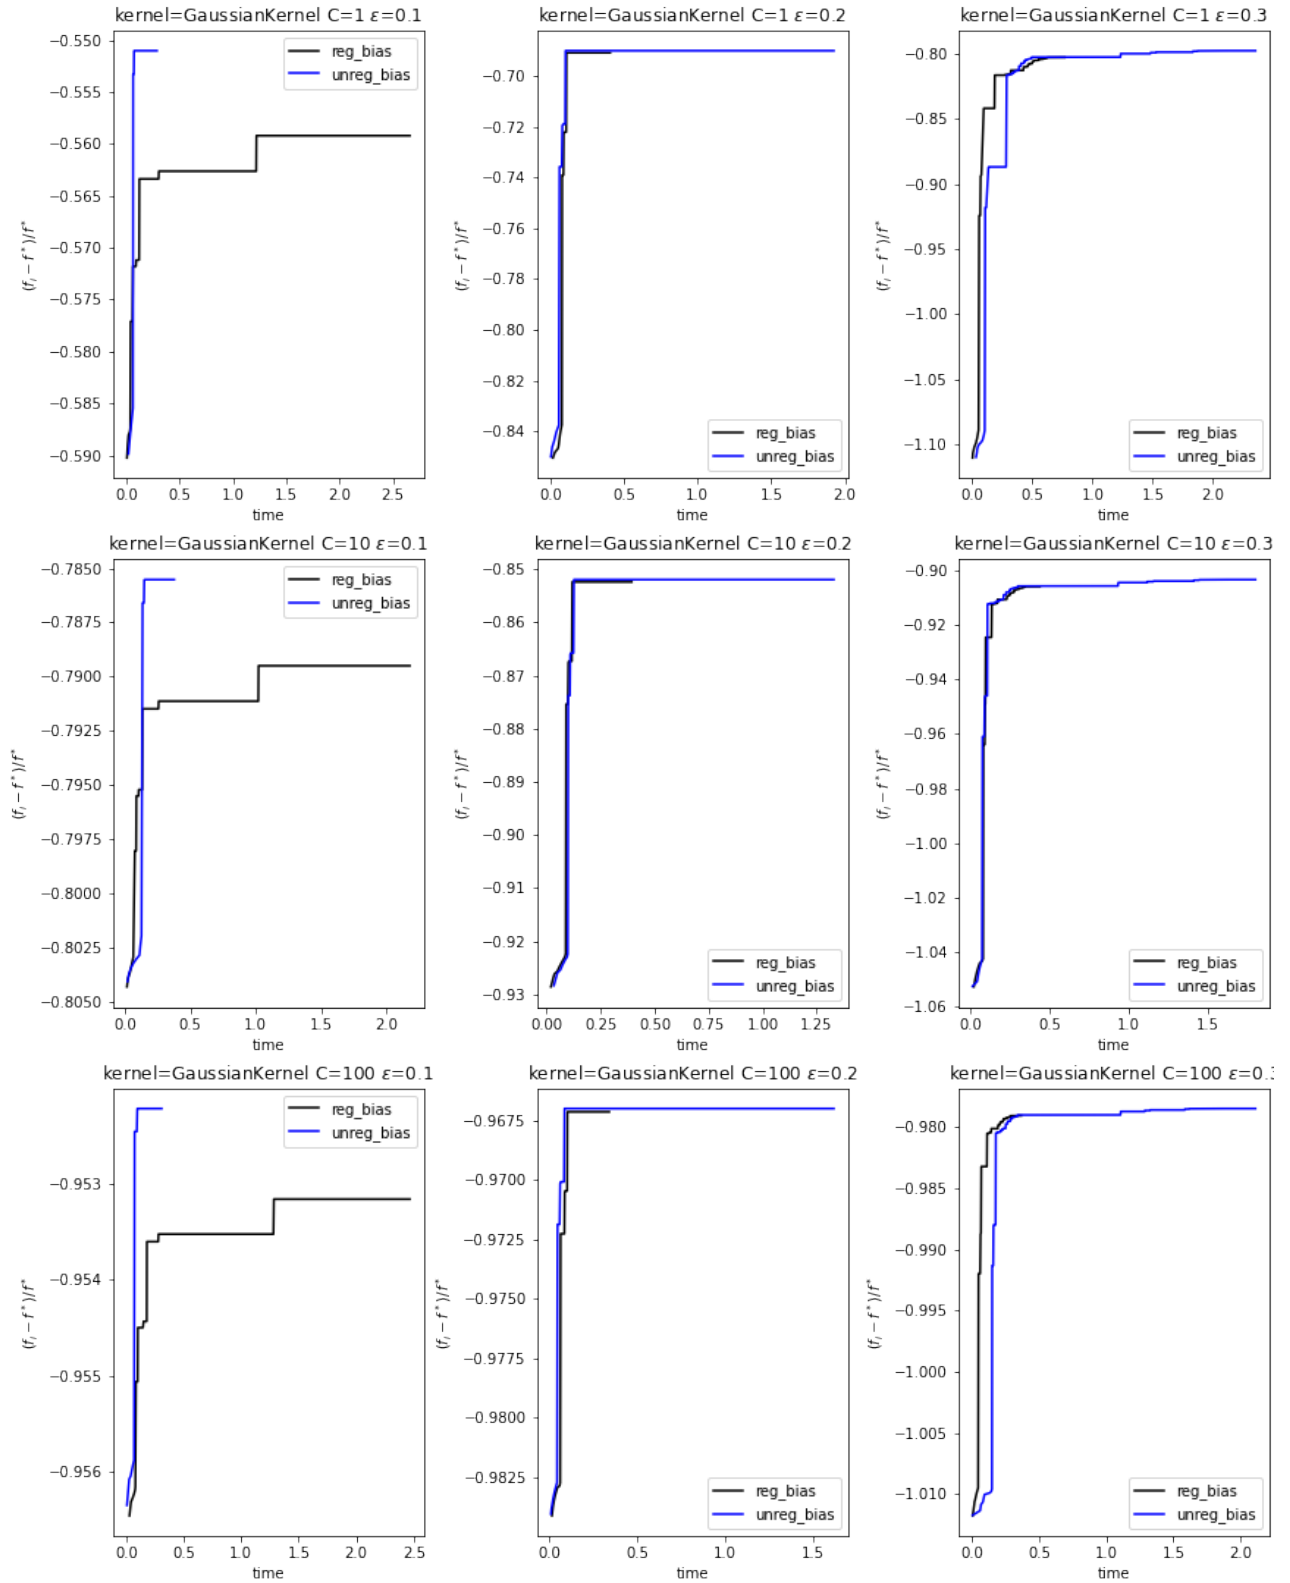 kernel=GaussianKernel C=1 ε=0.1
−0.550
−0.555
−0.560
−0.565
−0.570
−0.575
−0.580
−0.585
−0.590
(fᵢ − f*)/f*
0.0 0.5 1.0 1.5 2.0 2.5
time
reg_bias
unreg_bias
kernel=GaussianKernel C=1 ε=0.2
−0.70
−0.72
−0.74
−0.76
−0.78
−0.80
−0.82
−0.84
(fᵢ − f*)/f*
0.0 0.5 1.0 1.5 2.0
time
reg_bias
unreg_bias
kernel=GaussianKernel C=1 ε=0.3
−0.80
−0.85
−0.90
−0.95
−1.00
−1.05
−1.10
(fᵢ − f*)/f*
0.0 0.5 1.0 1.5 2.0
time
reg_bias
unreg_bias
kernel=GaussianKernel C=10 ε=0.1
−0.7850
−0.7875
−0.7900
−0.7925
−0.7950
−0.7975
−0.8000
−0.8025
−0.8050
(fᵢ − f*)/f*
0.0 0.5 1.0 1.5 2.0
time
reg_bias
unreg_bias
kernel=GaussianKernel C=10 ε=0.2
−0.85
−0.86
−0.87
−0.88
−0.89
−0.90
−0.91
−0.92
−0.93
(fᵢ − f*)/f*
0.00 0.25 0.50 0.75 1.00 1.25
time
reg_bias
unreg_bias
kernel=GaussianKernel C=10 ε=0.3
−0.90
−0.92
−0.94
−0.96
−0.98
−1.00
−1.02
−1.04
−1.06
(fᵢ − f*)/f*
0.0 0.5 1.0 1.5
time
reg_bias
unreg_bias
kernel=GaussianKernel C=100 ε=0.1
−0.953
−0.954
−0.955
−0.956
(fᵢ − f*)/f*
0.0 0.5 1.0 1.5 2.0 2.5
time
reg_bias
unreg_bias
kernel=GaussianKernel C=100 ε=0.2
−0.9675
−0.9700
−0.9725
−0.9750
−0.9775
−0.9800
−0.9825
(fᵢ − f*)/f*
0.0 0.5 1.0 1.5
time
reg_bias
unreg_bias
kernel=GaussianKernel C=100 ε=0.3
−0.980
−0.985
−0.990
−0.995
−1.000
−1.005
−1.010
(fᵢ − f*)/f*
0.0 0.5 1.0 1.5 2.0
time
reg_bias
unreg_bias